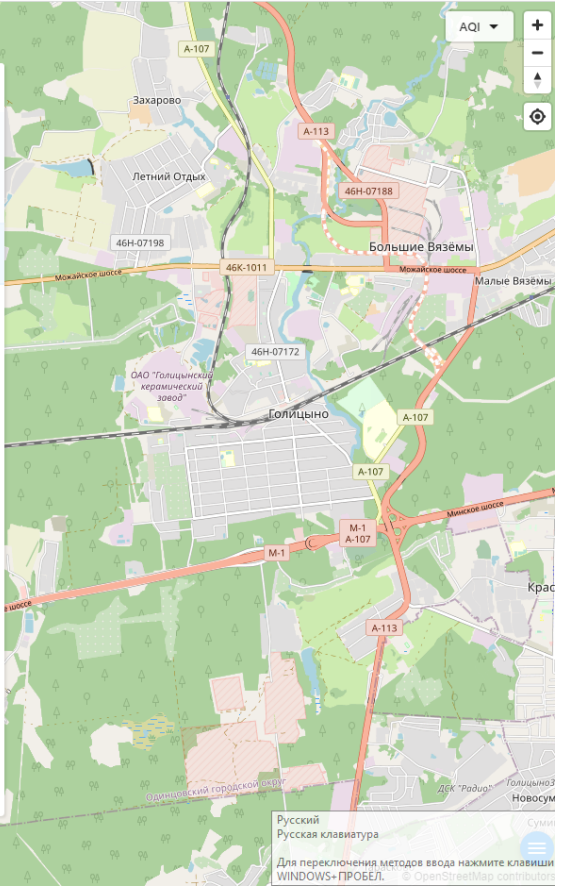 AQI
A-107
Захарово
A-113
Летний Отдых
46Н-07188
46Н-07198
Большие Вязёмы
46К-1011
Можайское шоссе
Можайское шоссе
Малые Вязёмы
46Н-07172
ОАО "Голицынский
керамический
завод"
Голицыно
А-107
А-107
Минское шоссе
М-1
А-107
М-1
е шоссе
Крас
А-113
Одинцовский городской округ
ДСК "Радио"
Голицыно3
Новосум
Русский
Русская клавиатура
Суми
Для переключения методов ввода нажмите клавиши
WINDOWS+ПРОБЕЛ.
© OpenStreetMap contributors